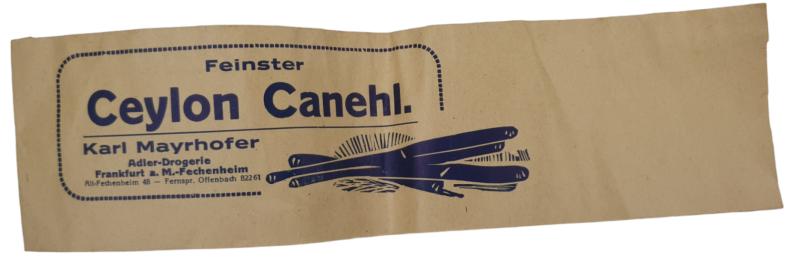 Feinster
Ceylon Canehl.
Karl Mayrhofer
Adler-Drogerie
Frankfurt a. M.-Fechenheim
Alt-Fechenheim 48 — Fernspr. Offenbach 82261